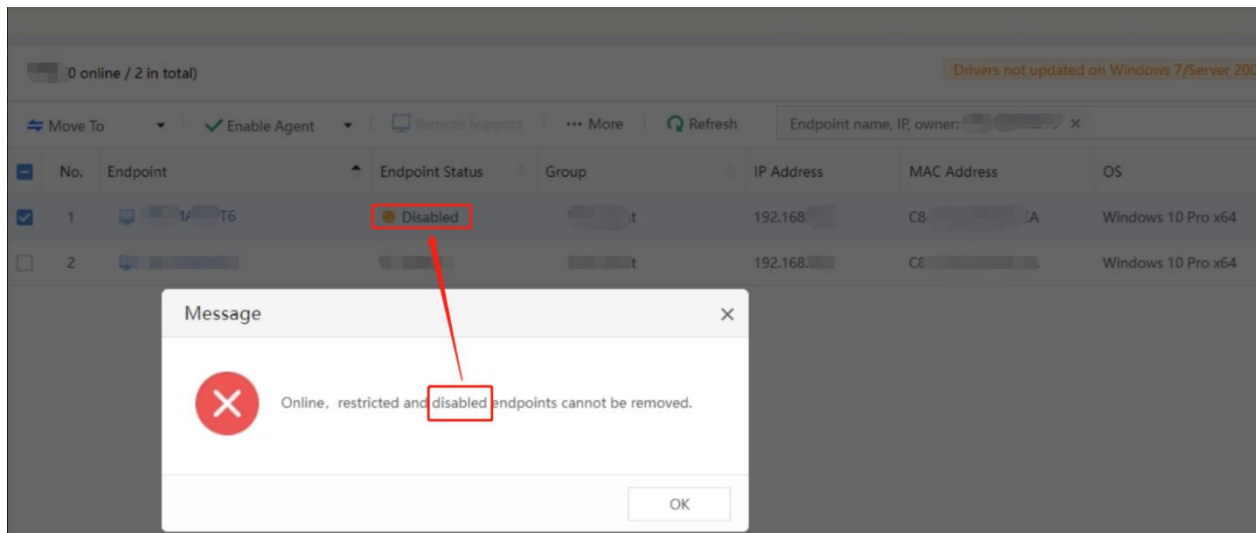 0 online / 2 in total)
Drivers not updated on Windows 7/Server 200
Move To
Enable Agent
Remote Support
··· More
Refresh
Endpoint name, IP, owner:
No.
Endpoint
Endpoint Status
Group
IP Address
MAC Address
OS
1
T6
Disabled
t
192.168.
C8-
CA
Windows 10 Pro x64
2
t
192.168.
Windows 10 Pro x64
Message
Online, restricted and disabled endpoints cannot be removed.
OK